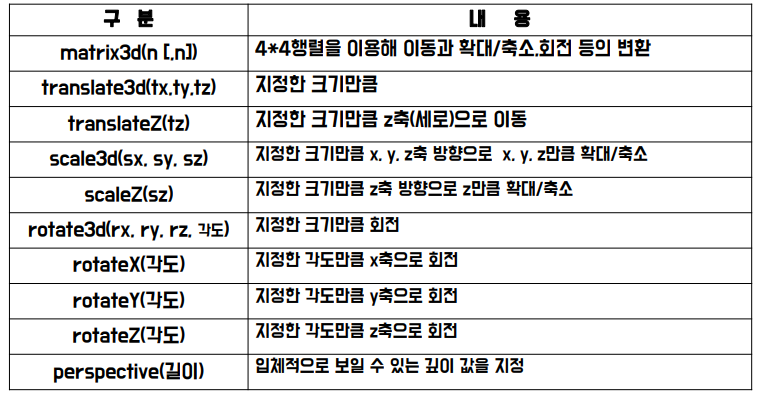 구 분 내 용
matrix3d(n [,n]) 4*4행렬을 이용해 이동과 확대/축소,회전 등의 변환
translate3d(tx,ty,tz) 지정한 크기만큼
translateZ(tz) 지정한 크기만큼 z축(세로)으로 이동
scale3d(sx, sy, sz) 지정한 크기만큼 x, y, z축 방향으로 x, y, z만큼 확대/축소
scaleZ(sz) 지정한 크기만큼 z축 방향으로 z만큼 확대/축소
rotate3d(rx, ry, rz, 각도) 지정한 크기만큼 회전
rotateX(각도) 지정한 각도만큼 x축으로 회전
rotateY(각도) 지정한 각도만큼 y축으로 회전
rotateZ(각도) 지정한 각도만큼 z축으로 회전
perspective(길이) 입체적으로 보일 수 있는 깊이 값을 지정